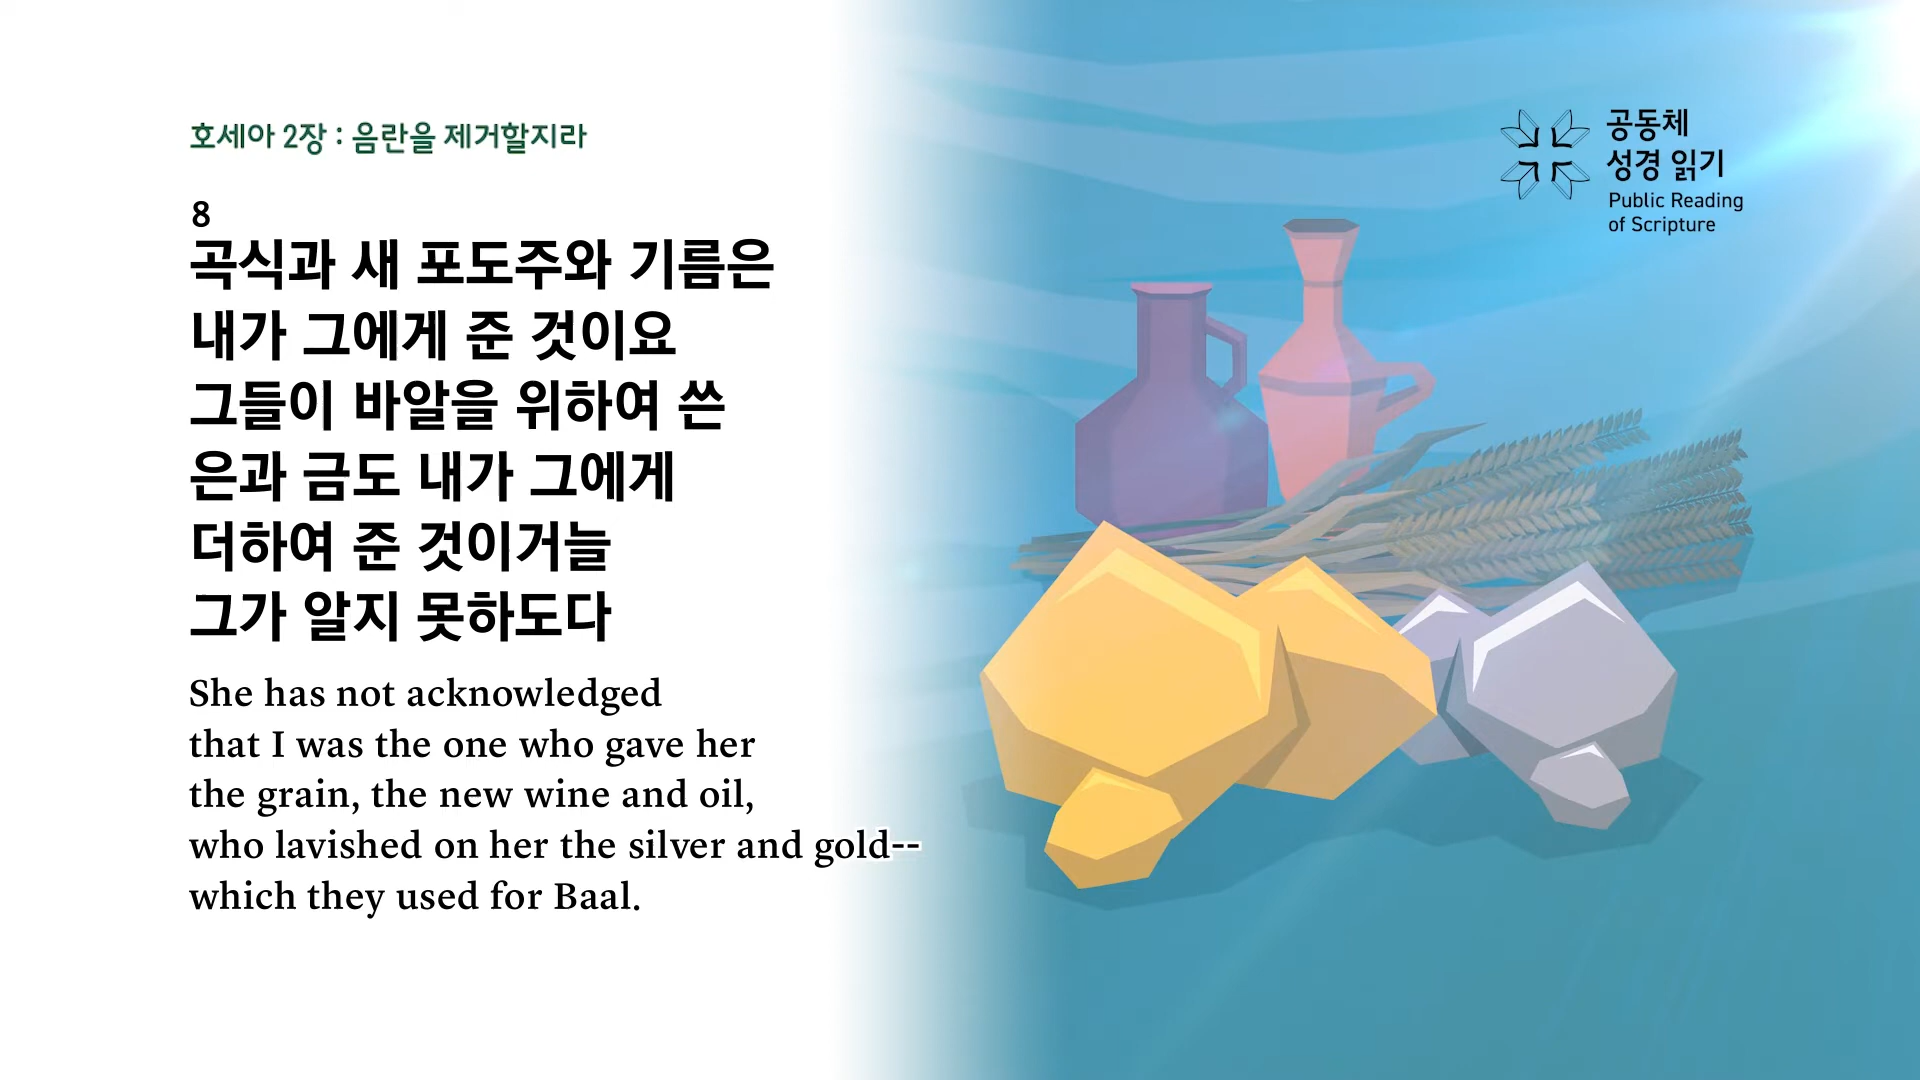 호세아 2장 : 음란을 제거할지라
8
곡식과 새 포도주와 기름은
내가 그에게 준 것이요
그들이 바알을 위하여 쓴
은과 금도 내가 그에게
더하여 준 것이거늘
그가 알지 못하도다
She has not acknowledged
that I was the one who gave her
the grain, the new wine and oil,
who lavished on her the silver and gold--
which they used for Baal.
공동체
성경 읽기
Public Reading
of Scripture